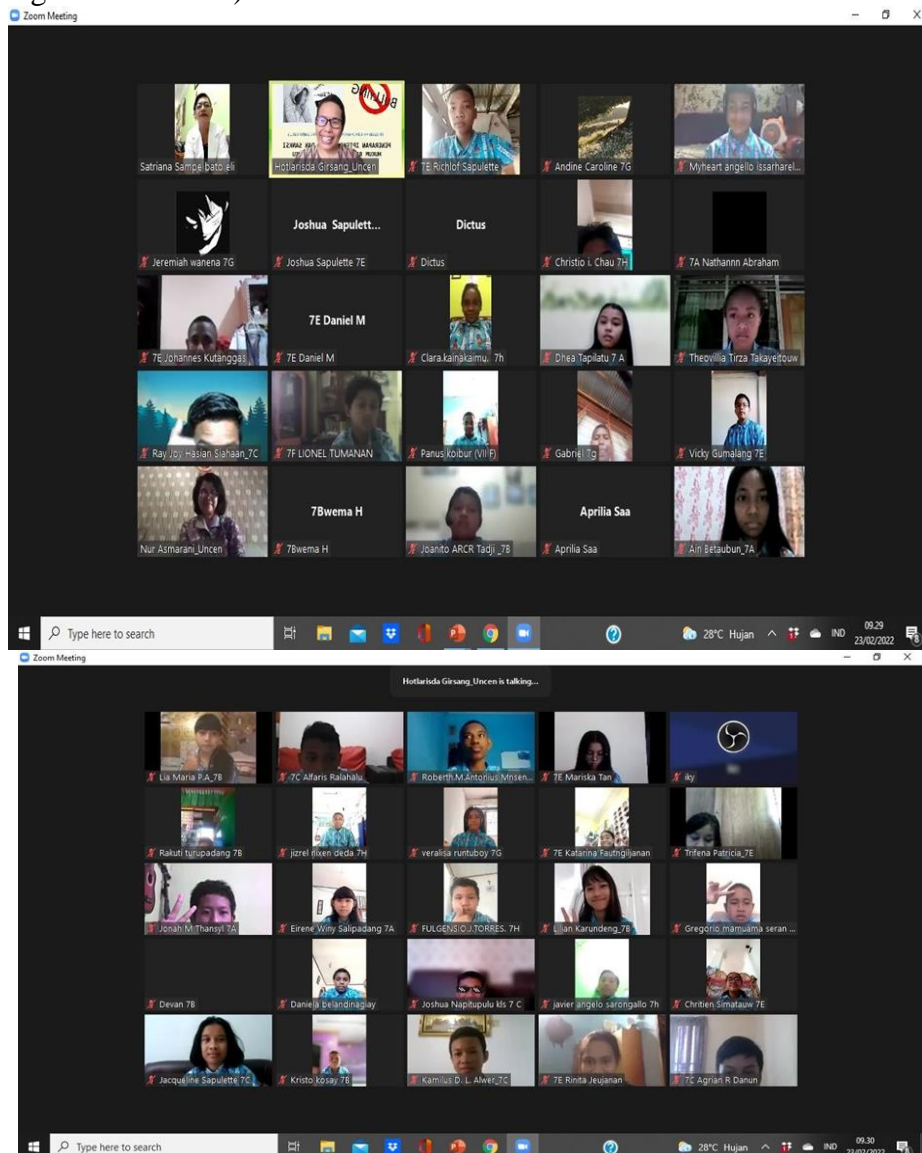 Zoom Meeting
Satriana Sampe bato eli
Hotlarisda Girsang_Uncen
7E Richlof Sapulette
Andine Caroline 7G
Myheart angello issarharel...
Jeremiah wanena 7G
Joshua Sapulett...
Joshua Sapulette 7E
Dictus
Dictus
Christio i. Chau 7H
7A Nathannn Abraham
7E Johannes Kutanggas
7E Daniel M
7E Daniel M
Clara.kainakaimu. 7h
Dhea Tapilatu 7 A
Theovillia Tirza Takayeitouw
Ray Joy Hasian Siahaan_7C
7F LIONEL TUMANAN
Panus koibur (VII F)
Gabriel 7g
Vicky Gumalang 7E
Nur Asmarani_Uncen
7Bwema H
7Bwema H
Joanito ARCR Tadji _7B
Aprilia Saa
Aprilia Saa
Ain Betaubun_7A
Type here to search
28°C Hujan
IND
09.29
23/02/2022
Zoom Meeting
Hotlarisda Girsang_Uncen is talking...
Lia Maria P.A_7B
7C Alfaris Ralahalu
Roberth.M.Antonius Mnsen...
7E Mariska Tan
iky
Rakuti turupadang 7B
jizrel nixen deda 7H
veralisa runtuboy 7G
7E Katarina Fautngiljanan
Trifena Patricia_7E
Jonah M Thansyl 7A
Eirene Winy Salipadang 7A
FULGENSIO.J.TORRES. 7H
Lilian Karundeng_7B
Gregorio mamuama seran ...
Devan 7B
Daniela belandinagiay
Joshua Napitupulu kls 7 C
javier angelo sarongallo 7h
Chritien Simatauw 7E
Jacqueline Sapulette 7C
Kristo kosay 7B
Kamilus D. L. Alwer_7C
7E Rinita Jeujanan
7C Agrian R Danun
Type here to search
28°C Hujan
IND
09.30
23/02/2022